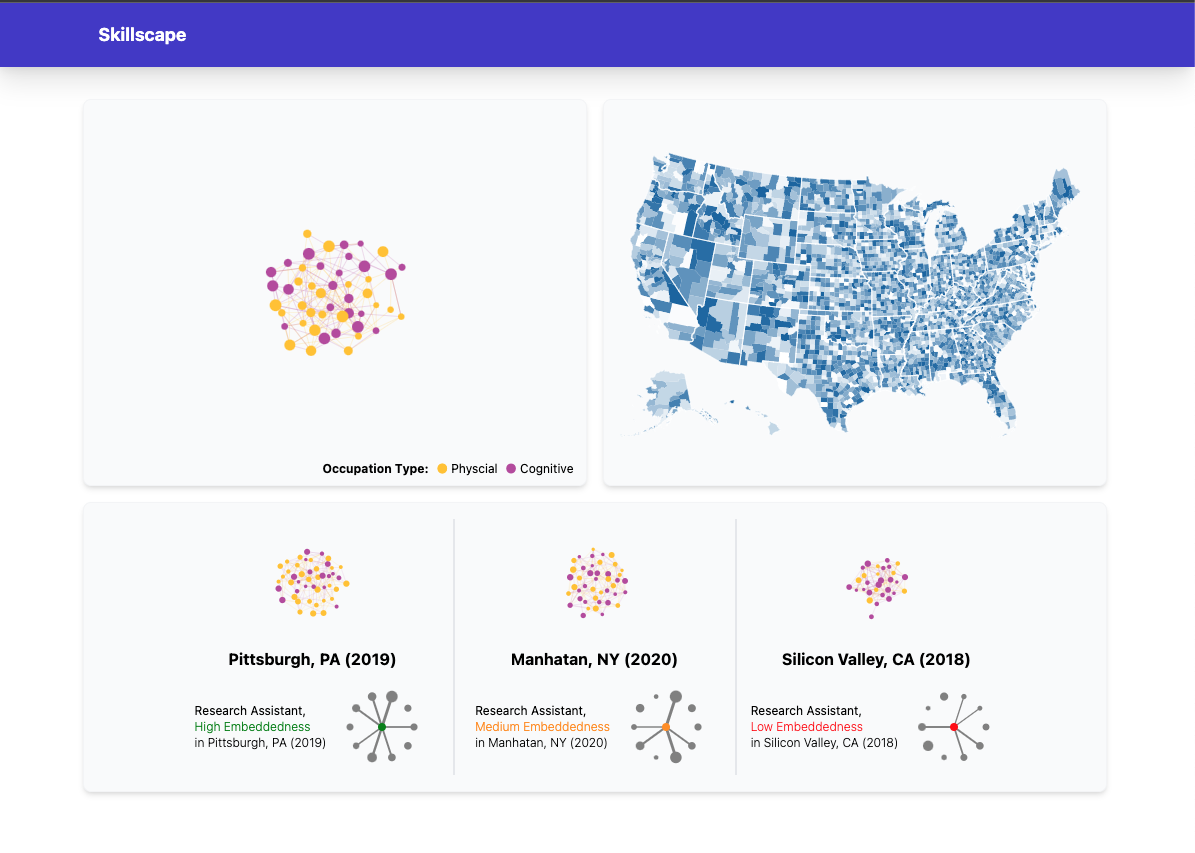 Skillscape
Occupation Type: Physcial Cognitive
Pittsburgh, PA (2019)
Manhatan, NY (2020)
Silicon Valley, CA (2018)
Research Assistant,
High Embeddedness
in Pittsburgh, PA (2019)
Research Assistant,
Medium Embeddedness
in Manhatan, NY (2020)
Research Assistant,
Low Embeddedness
in Silicon Valley, CA (2018)